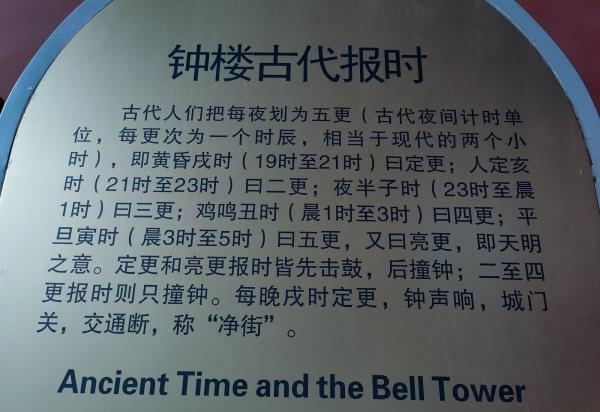 钟楼古代报时
古代人们把每夜划为五更（古代夜间计时单
位，每更次为一个时辰，相当于现代的两个小
时），即黄昏戌时（19时至21时）曰定更；人定亥
时（21时至23时）曰二更；夜半子时（23时至晨
1时）曰三更；鸡鸣丑时（晨1时至3时）曰四更；平
旦寅时（晨3时至5时）曰五更，又曰亮更，即天明
之意。定更和亮更报时皆先击鼓，后撞钟；二至四
更报时则只撞钟。每晚戌时定更，钟声响，城门
关，交通断，称“净街”。
Ancient Time and the Bell Tower